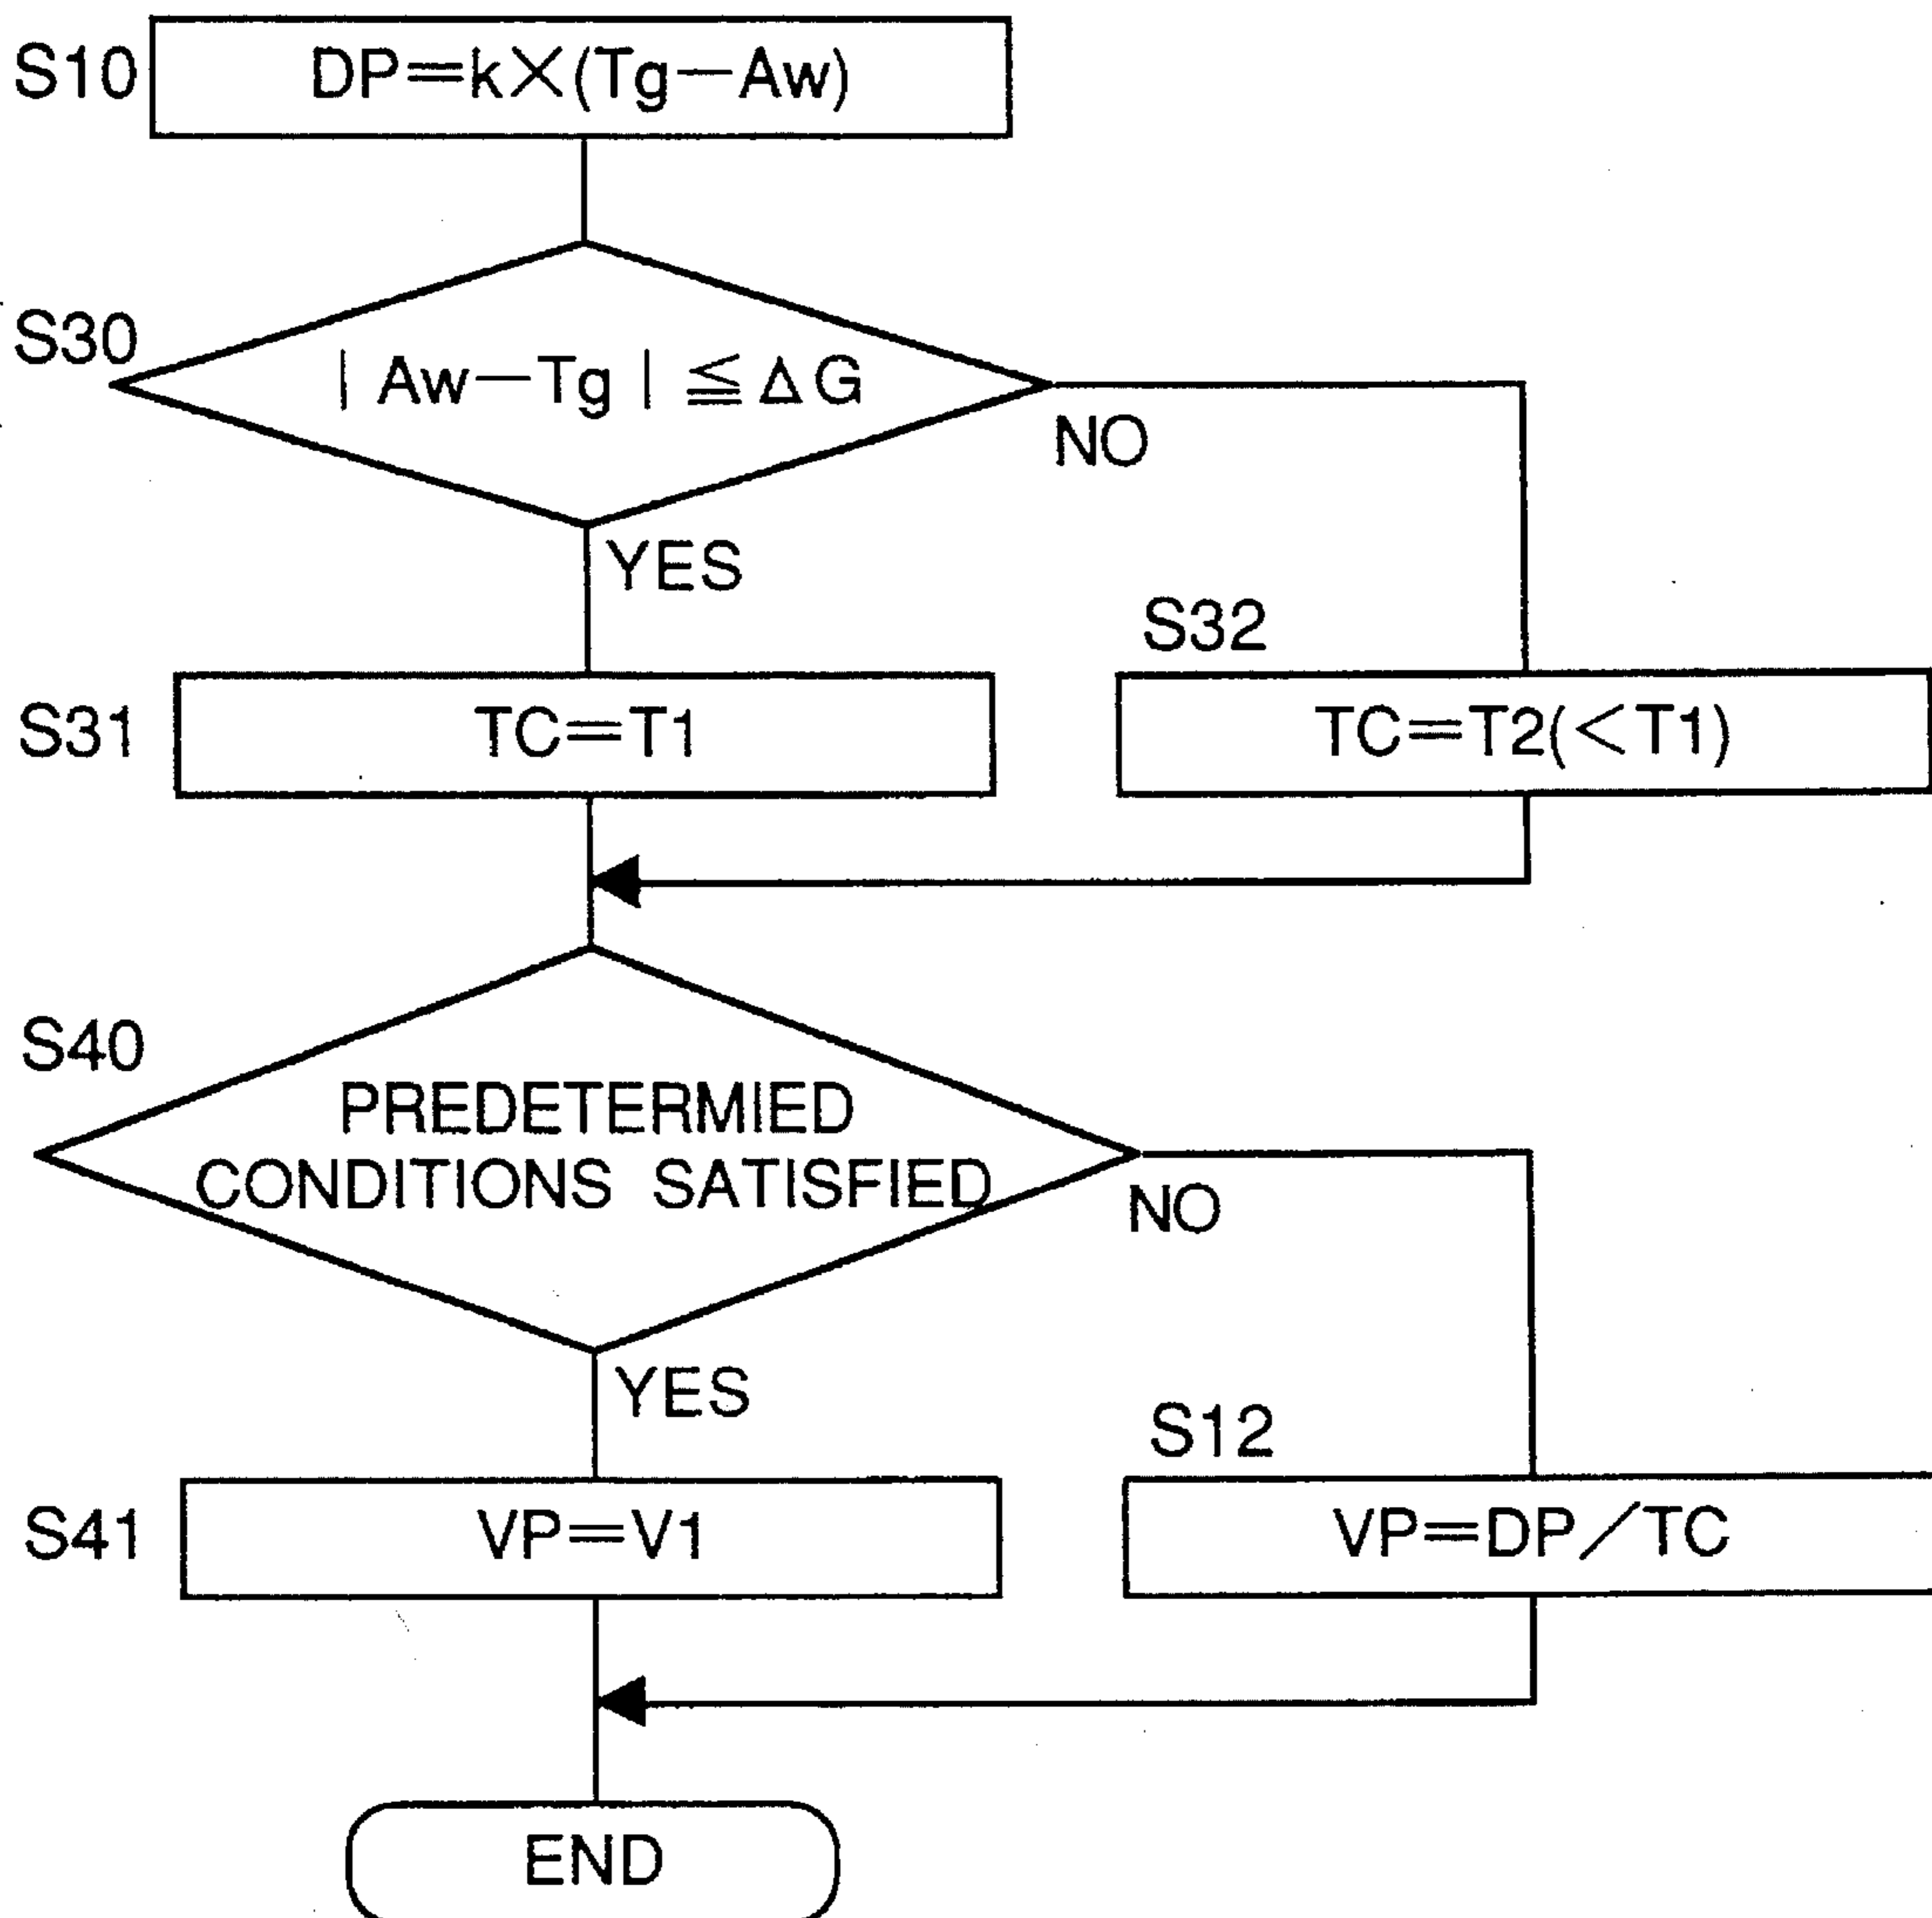 S10
DP=k×(Tg−Aw)
S30
| Aw−Tg | ≦ ΔG
NO
YES
S32
S31
TC=T1
TC=T2(<T1)
S40
PREDETERMIED
CONDITIONS SATISFIED
NO
YES
S12
S41
VP=V1
VP=DP/TC
END